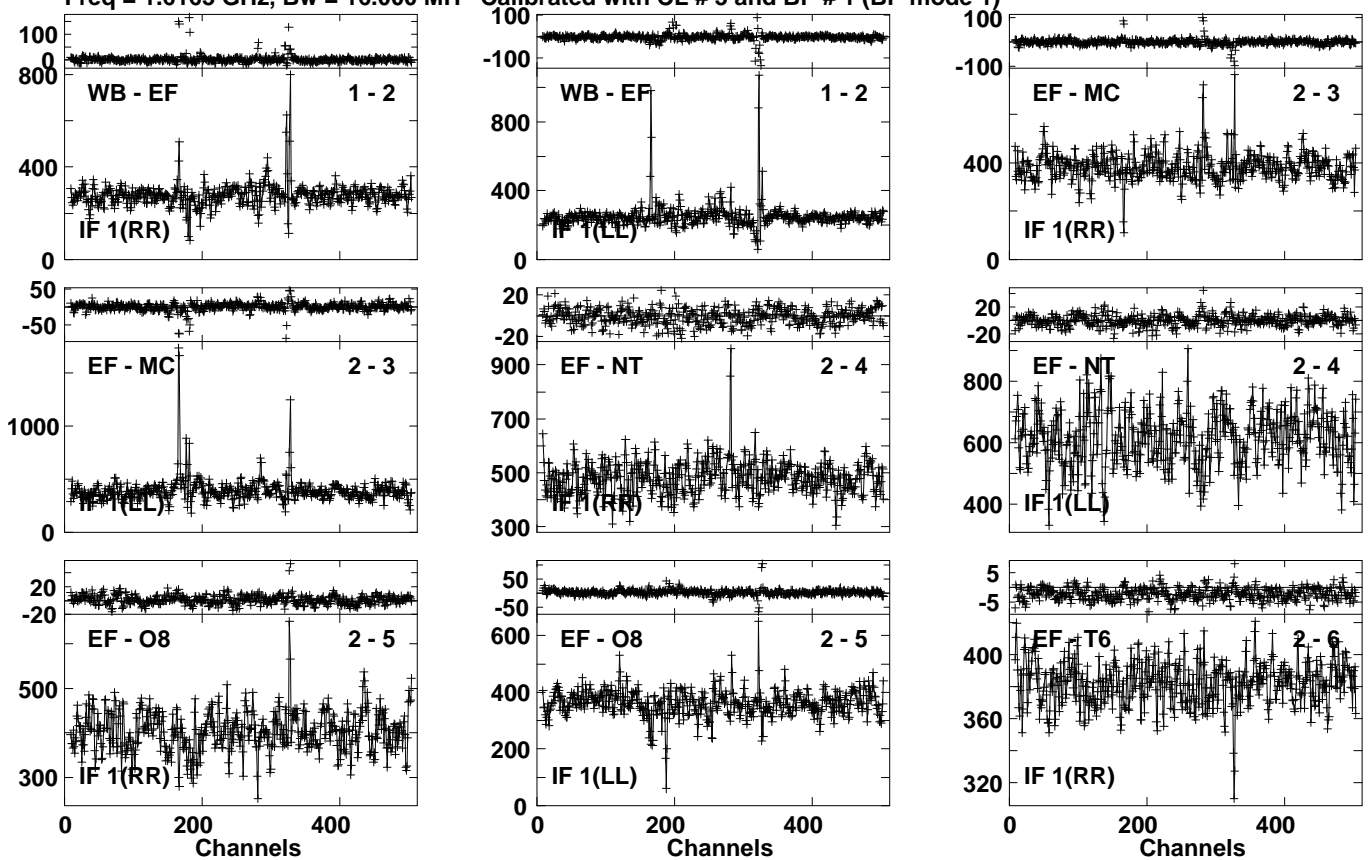 Freq = 1.6165 GHz, Bw = 16.000 MH Calibrated with CL # 3 and BP # 1 (BP mode 1)
100
0
100
-100
100
-100
800
400
0
WB - EF 1 - 2
IF 1(RR)
800
400
0
WB - EF 1 - 2
IF 1(LL)
400
0
EF - MC 2 - 3
IF 1(RR)
50
-50
20
-20
20
-20
1000
0
EF - MC 2 - 3
IF 1(LL)
900
700
500
300
EF - NT 2 - 4
IF 1(RR)
800
600
400
EF - NT 2 - 4
IF 1(LL)
20
-20
50
-50
5
-5
500
300
EF - O8 2 - 5
IF 1(RR)
600
400
200
0
EF - O8 2 - 5
IF 1(LL)
400
360
320
EF - T6 2 - 6
IF 1(RR)
0 200 400
Channels
0 200 400
Channels
0 200 400
Channels